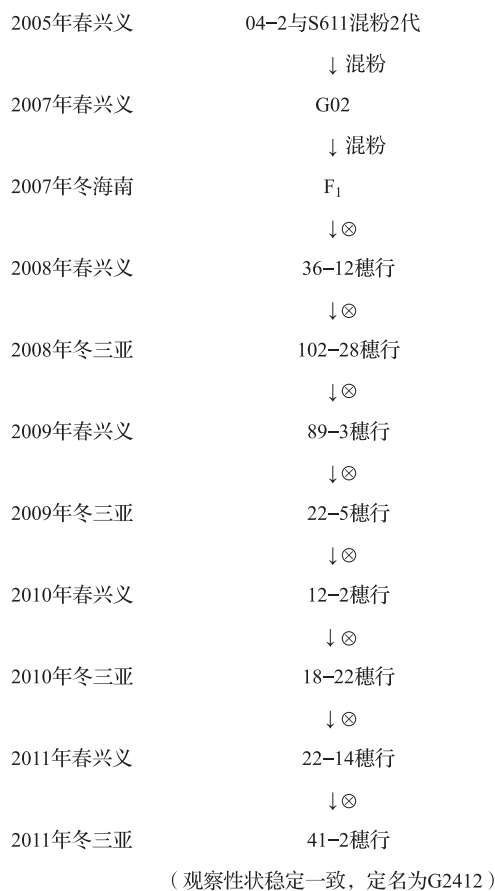 2005年春兴义 04-2与S611混粉2代
↓ 混粉
2007年春兴义 G02
↓ 混粉
2007年冬海南 F₁
↓⊗
2008年春兴义 36-12穗行
↓⊗
2008年冬三亚 102-28穗行
↓⊗
2009年春兴义 89-3穗行
↓⊗
2009年冬三亚 22-5穗行
↓⊗
2010年春兴义 12-2穗行
↓⊗
2010年冬三亚 18-22穗行
↓⊗
2011年春兴义 22-14穗行
↓⊗
2011年冬三亚 41-2穗行
（观察性状稳定一致，定名为G2412）